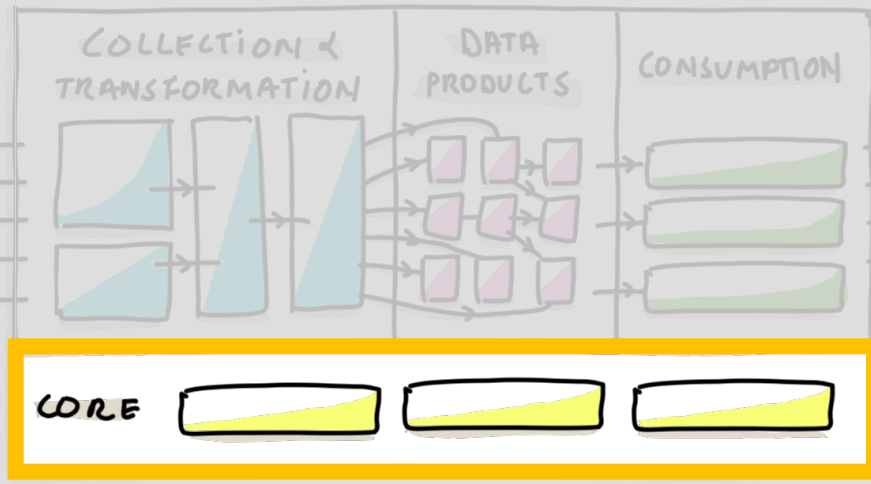 COLLECTION &
TRANSFORMATION
DATA
PRODUCTS
CONSUMPTION
CORE